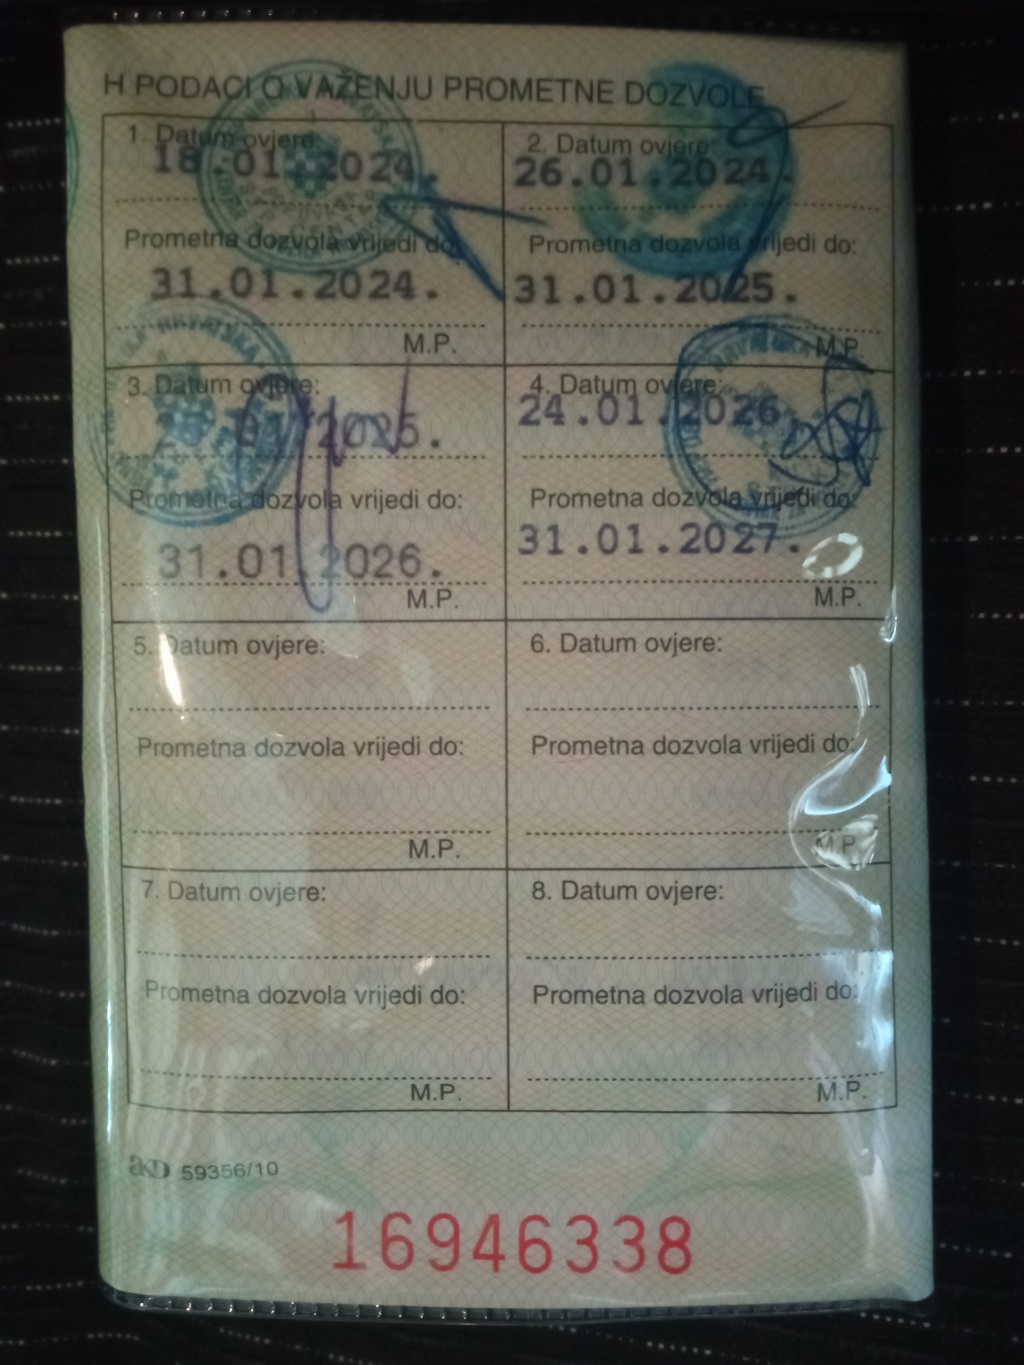 H PODACI O VAŽENJU PROMETNE DOZVOLE
1. Datum ovjere:
18.01.2024.
Prometna dozvola vrijedi do:
31.01.2024.
M.P.
2. Datum ovjere:
26.01.2024.
Prometna dozvola vrijedi do:
31.01.2025.
M.P.
3. Datum ovjere:
.01.2025.
Prometna dozvola vrijedi do:
31.01.2026.
M.P.
4. Datum ovjere:
24.01.2026.
Prometna dozvola vrijedi do:
31.01.2027.
M.P.
5. Datum ovjere:
Prometna dozvola vrijedi do:
M.P.
6. Datum ovjere:
Prometna dozvola vrijedi do:
M.P.
7. Datum ovjere:
Prometna dozvola vrijedi do:
M.P.
8. Datum ovjere:
Prometna dozvola vrijedi do:
M.P.
akd 59356/10
16946338